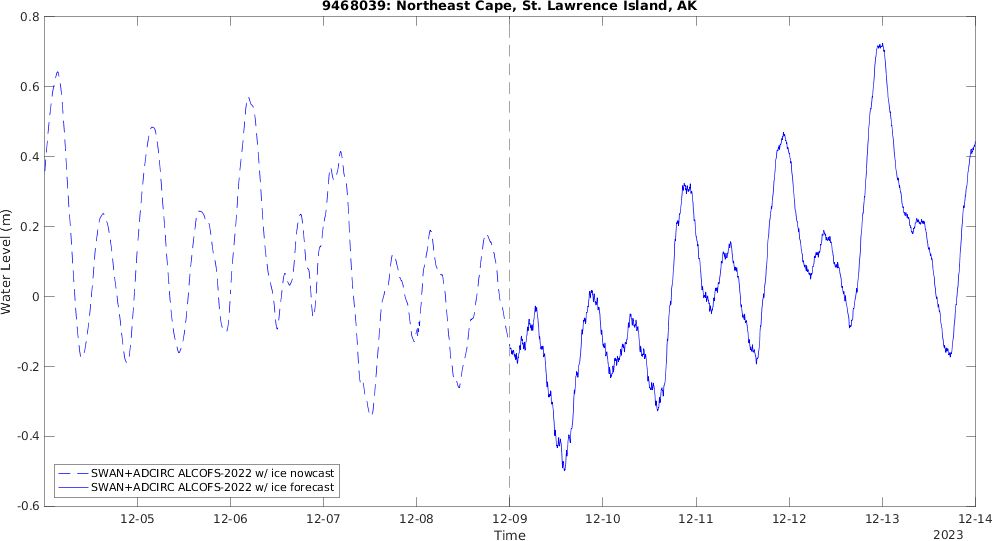 9468039: Northeast Cape, St. Lawrence Island, AK
0.8
0.6
0.4
0.2
0
-0.2
-0.4
-0.6
Water Level (m)
SWAN+ADCIRC ALCOFS-2022 w/ ice nowcast
SWAN+ADCIRC ALCOFS-2022 w/ ice forecast
12-05 12-06 12-07 12-08 12-09 12-10 12-11 12-12 12-13 12-14
Time
2023